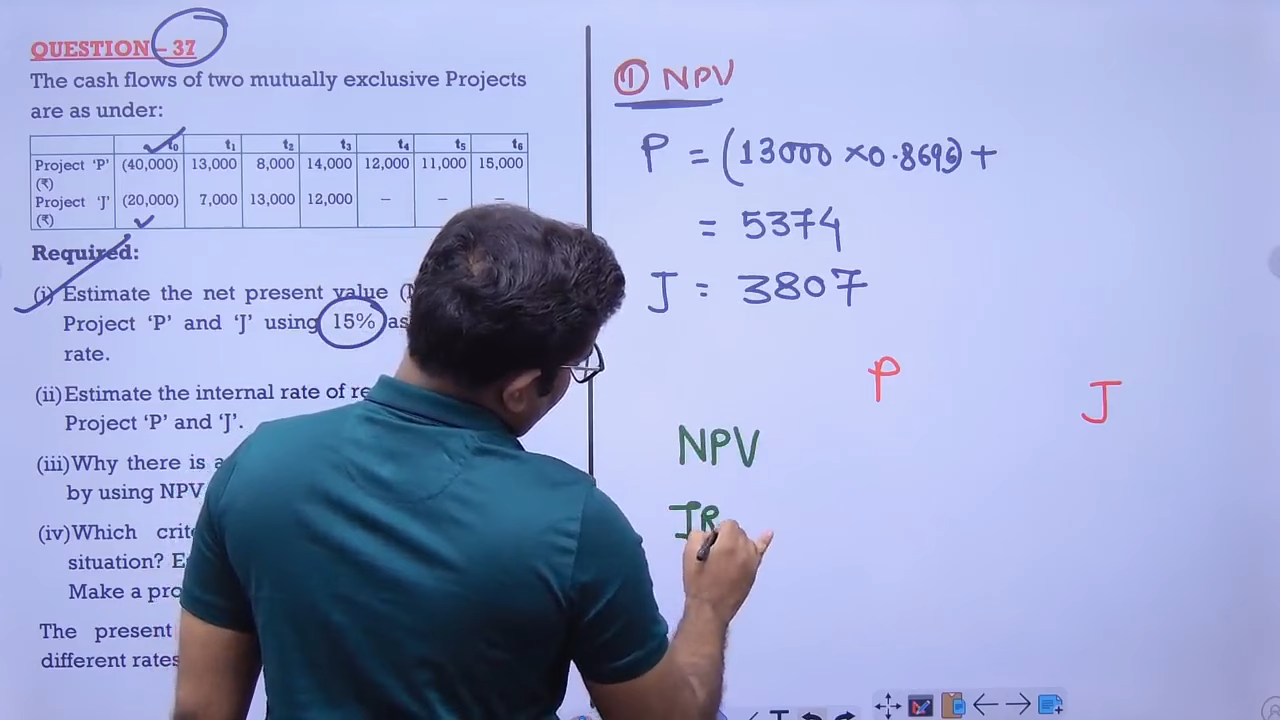 QUESTION - 37
The cash flows of two mutually exclusive Projects
are as under:
t0 t1 t2 t3 t4 t5 t6
Project 'P' (₹) (40,000) 13,000 8,000 14,000 12,000 11,000 15,000
Project 'J' (₹) (20,000) 7,000 13,000 12,000 – – –
Required:
(i) Estimate the net present value
Project 'P' and 'J' using 15% as
rate.
(ii) Estimate the internal rate of
Project 'P' and 'J'.
(iii) Why there is
by using NPV
(iv) Which
situation?
Make a
The present
different rates
① NPV
P = (13000 × 0.8696) +
= 5374
J = 3807
P J
NPV
IR